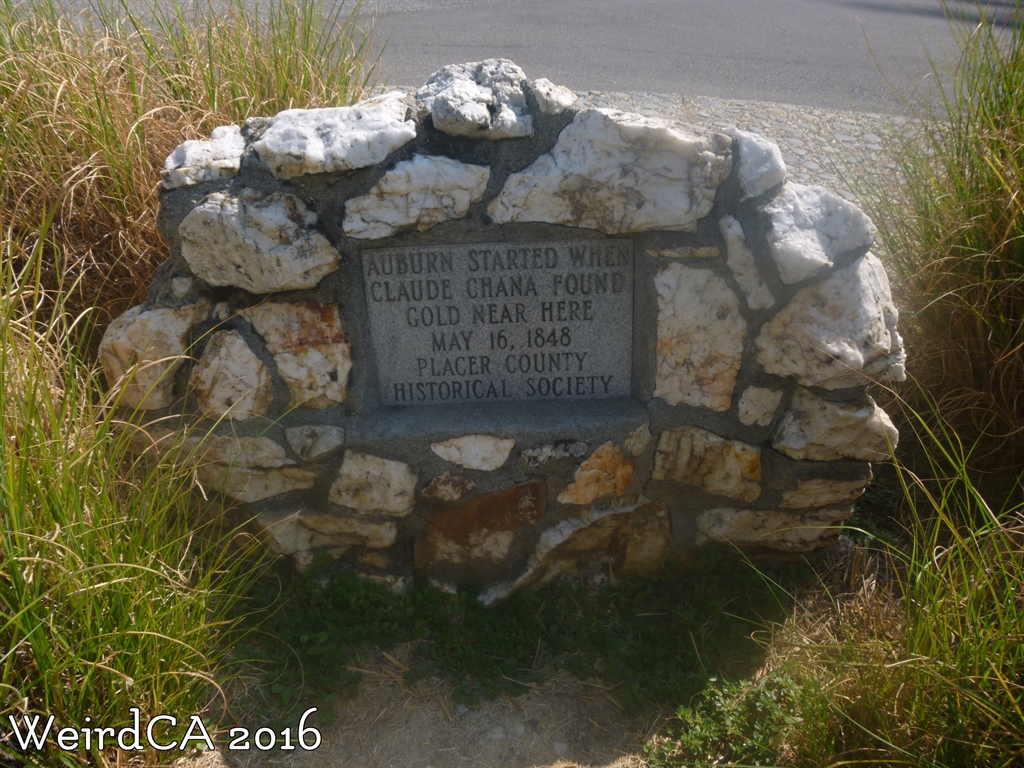 AUBURN STARTED WHEN
CLAUDE CHANA FOUND
GOLD NEAR HERE
MAY 16, 1848
PLACER COUNTY
HISTORICAL SOCIETY
WeirdCA 2016